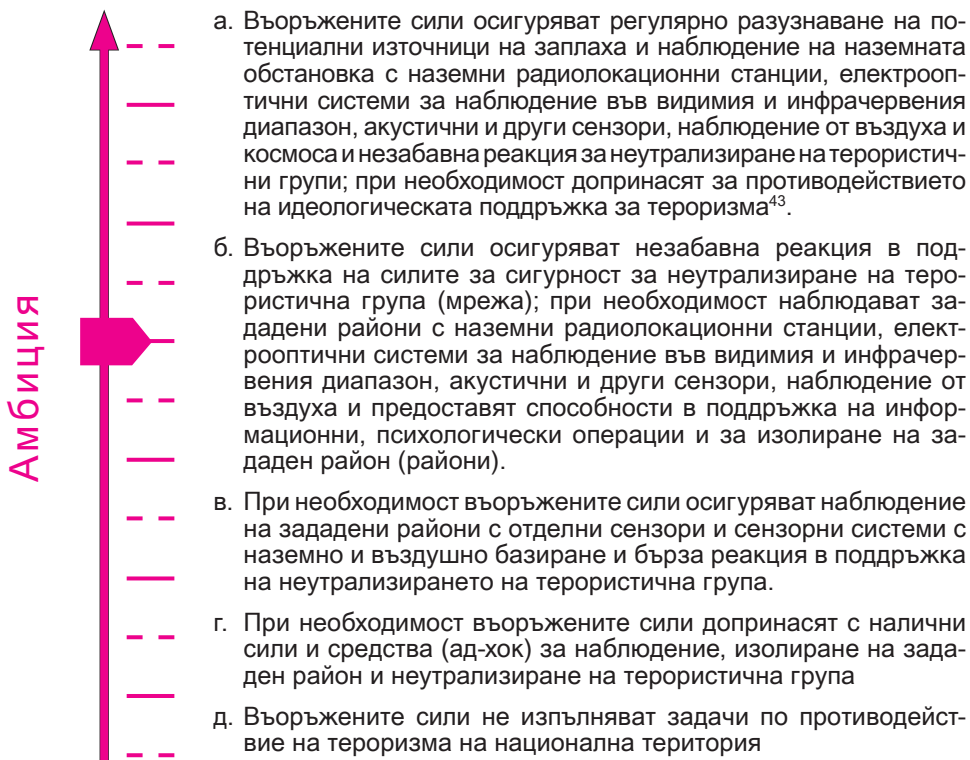 Амбиция
а. Въоръжените сили осигуряват регулярно разузнаване на по-
тенциални източници на заплаха и наблюдение на наземната
обстановка с наземни радиолокационни станции, електрооп-
тични системи за наблюдение във видимия и инфрачервения
диапазон, акустични и други сензори, наблюдение от въздуха и
космоса и незабавна реакция за неутрализиране на терористич-
ни групи; при необходимост допринасят за противодействието
на идеологическата поддръжка за тероризма43.
б. Въоръжените сили осигуряват незабавна реакция в под-
дръжка на силите за сигурност за неутрализиране на теро-
ристична група (мрежа); при необходимост наблюдават за-
дадени райони с наземни радиолокационни станции, елект-
рооптични системи за наблюдение във видимия и инфрачер-
вения диапазон, акустични и други сензори, наблюдение от
въздуха и предоставят способности в поддръжка на инфор-
мационни, психологически операции и за изолиране на за-
даден район (райони).
в. При необходимост въоръжените сили осигуряват наблюдение
на зададени райони с отделни сензори и сензорни системи с
наземно и въздушно базиране и бърза реакция в поддръжка
на неутрализирането на терористична група.
г. При необходимост въоръжените сили допринасят с налични
сили и средства (ад-хок) за наблюдение, изолиране на зада-
ден район и неутрализиране на терористична група
д. Въоръжените сили не изпълняват задачи по противодейст-
вие на тероризма на национална територия